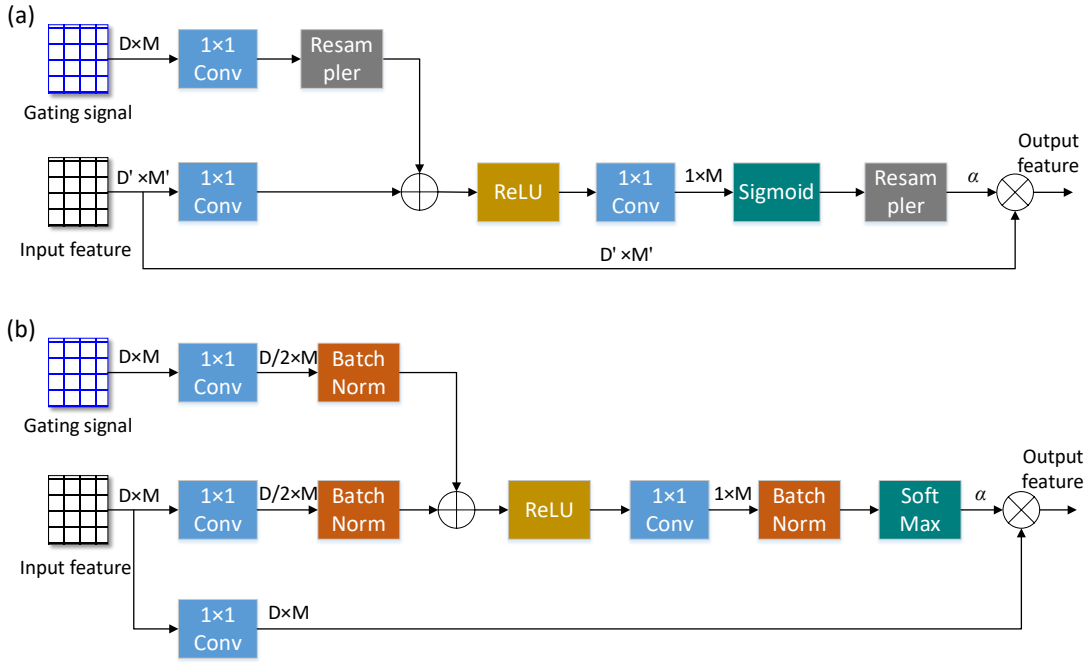 (a)
D×M
1×1
Conv
Resam
pler
Gating signal
D' ×M'
1×1
Conv
ReLU
1×1
Conv
1×M
Sigmoid
Resam
pler
α
Output
feature
Input feature
D' ×M'
(b)
D×M
1×1
Conv
D/2×M
Batch
Norm
Gating signal
D×M
1×1
Conv
D/2×M
Batch
Norm
ReLU
1×1
Conv
1×M
Batch
Norm
Soft
Max
α
Output
feature
Input feature
1×1
Conv
D×M